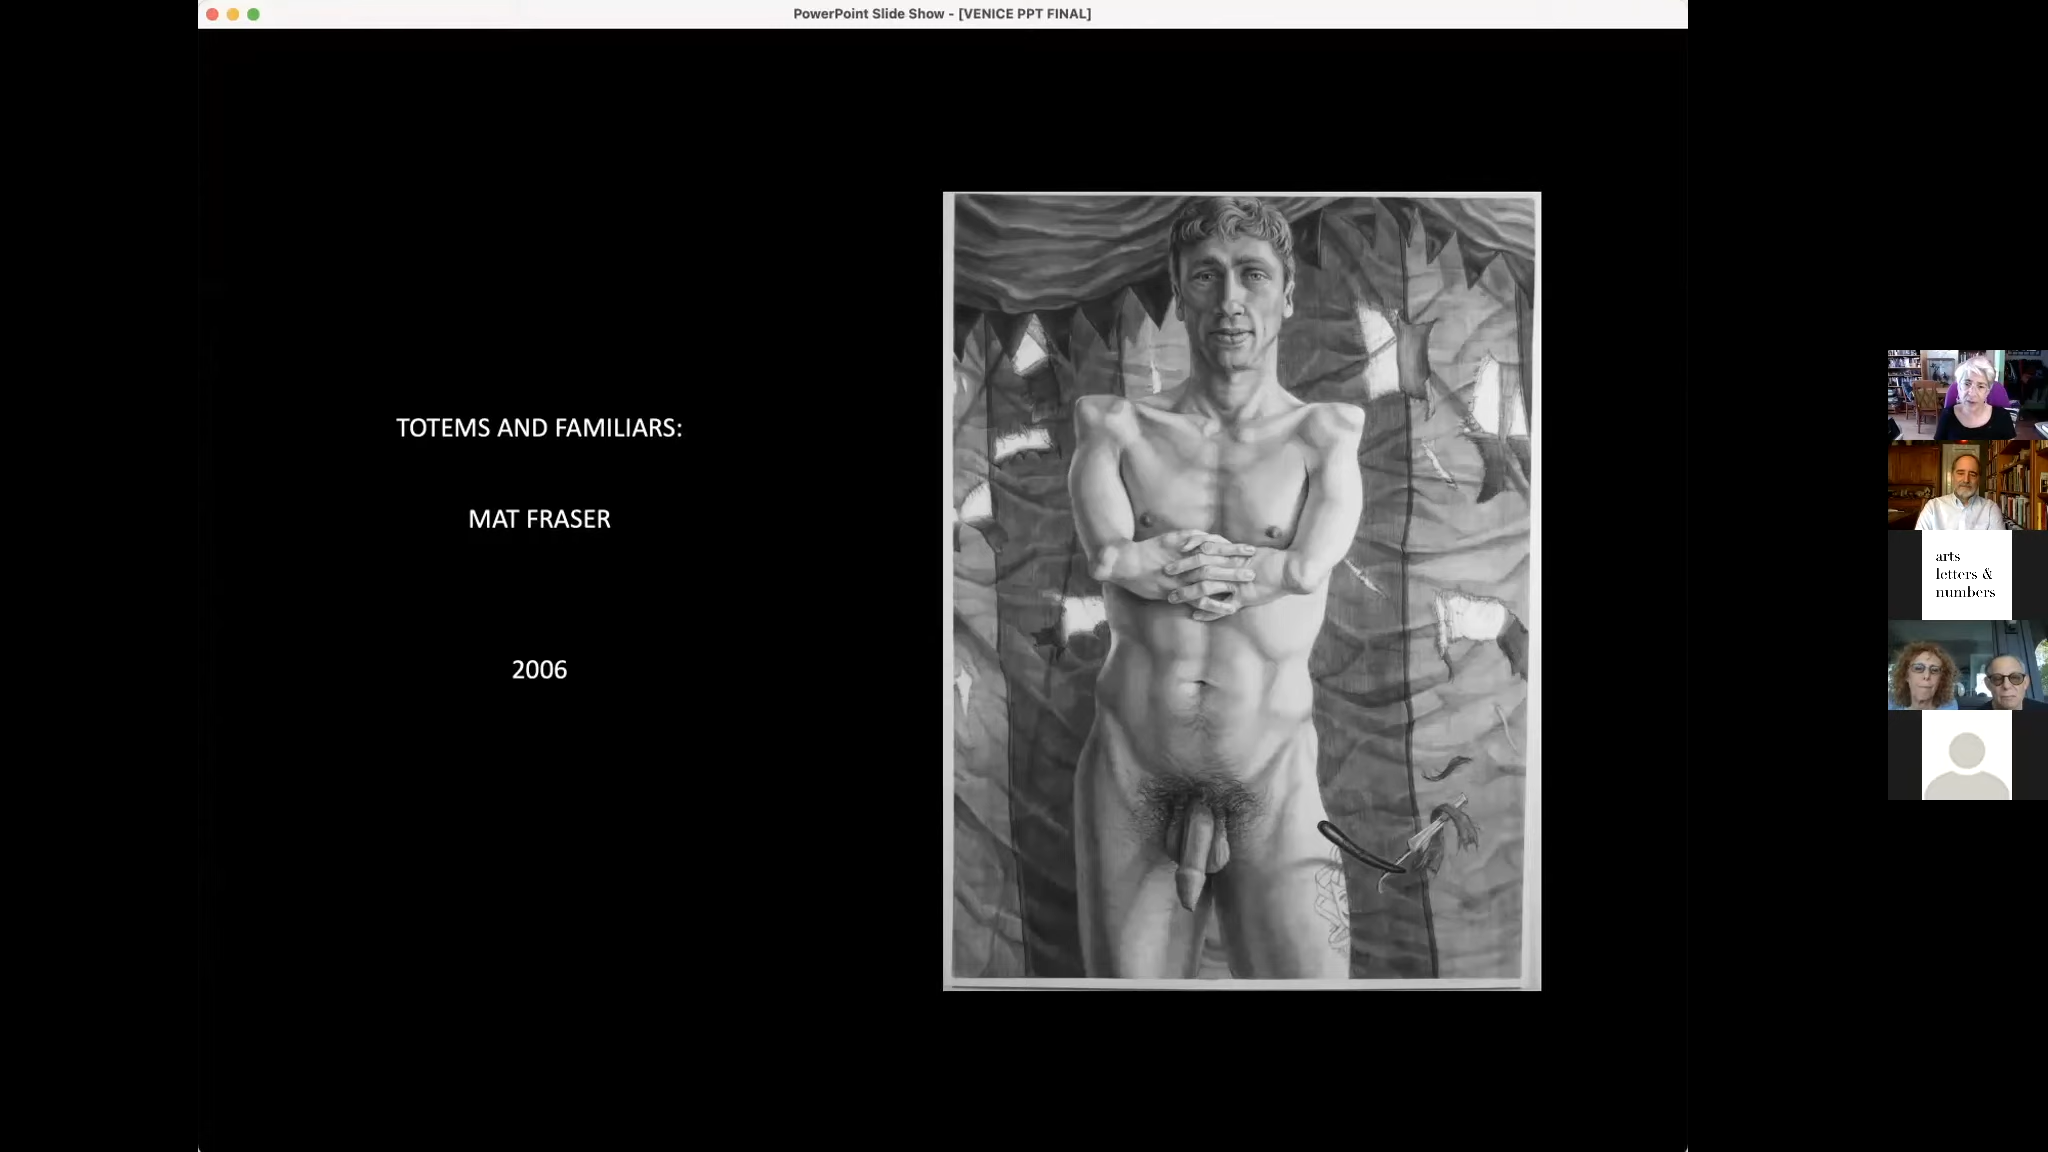 PowerPoint Slide Show - [VENICE PPT FINAL]
TOTEMS AND FAMILIARS:
MAT FRASER
2006
arts
letters &
numbers